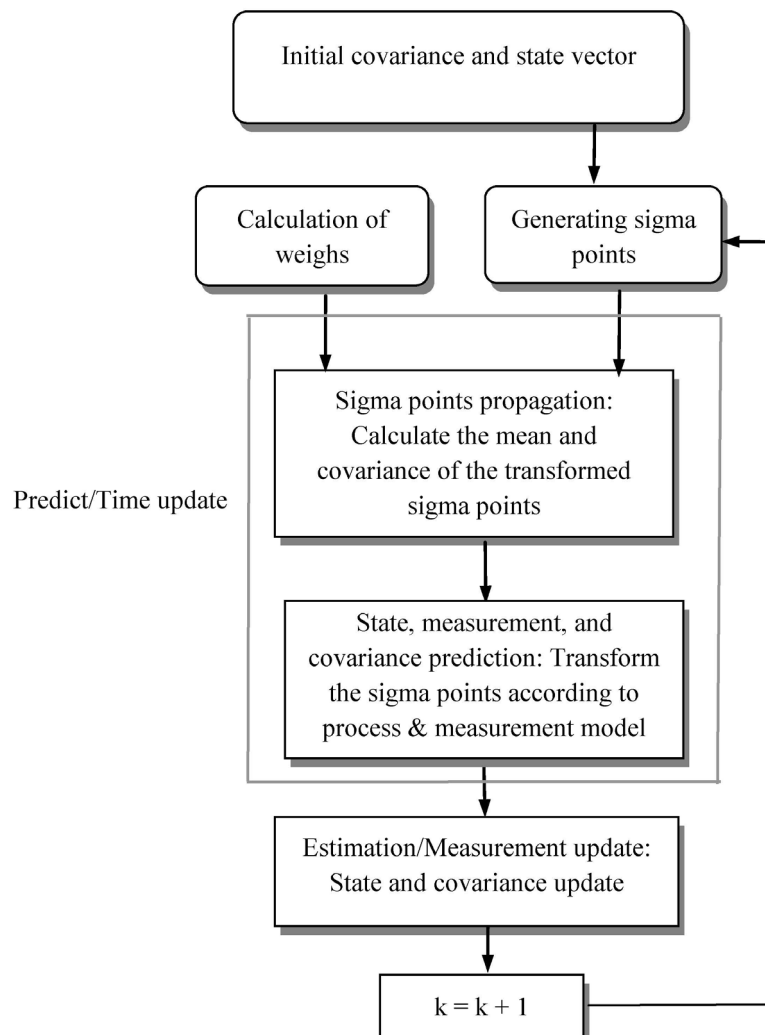 Initial covariance and state vector
Calculation of
weighs
Generating sigma
points
Sigma points propagation:
Calculate the mean and
covariance of the transformed
sigma points
Predict/Time update
State, measurement, and
covariance prediction: Transform
the sigma points according to
process & measurement model
Estimation/Measurement update:
State and covariance update
k = k + 1